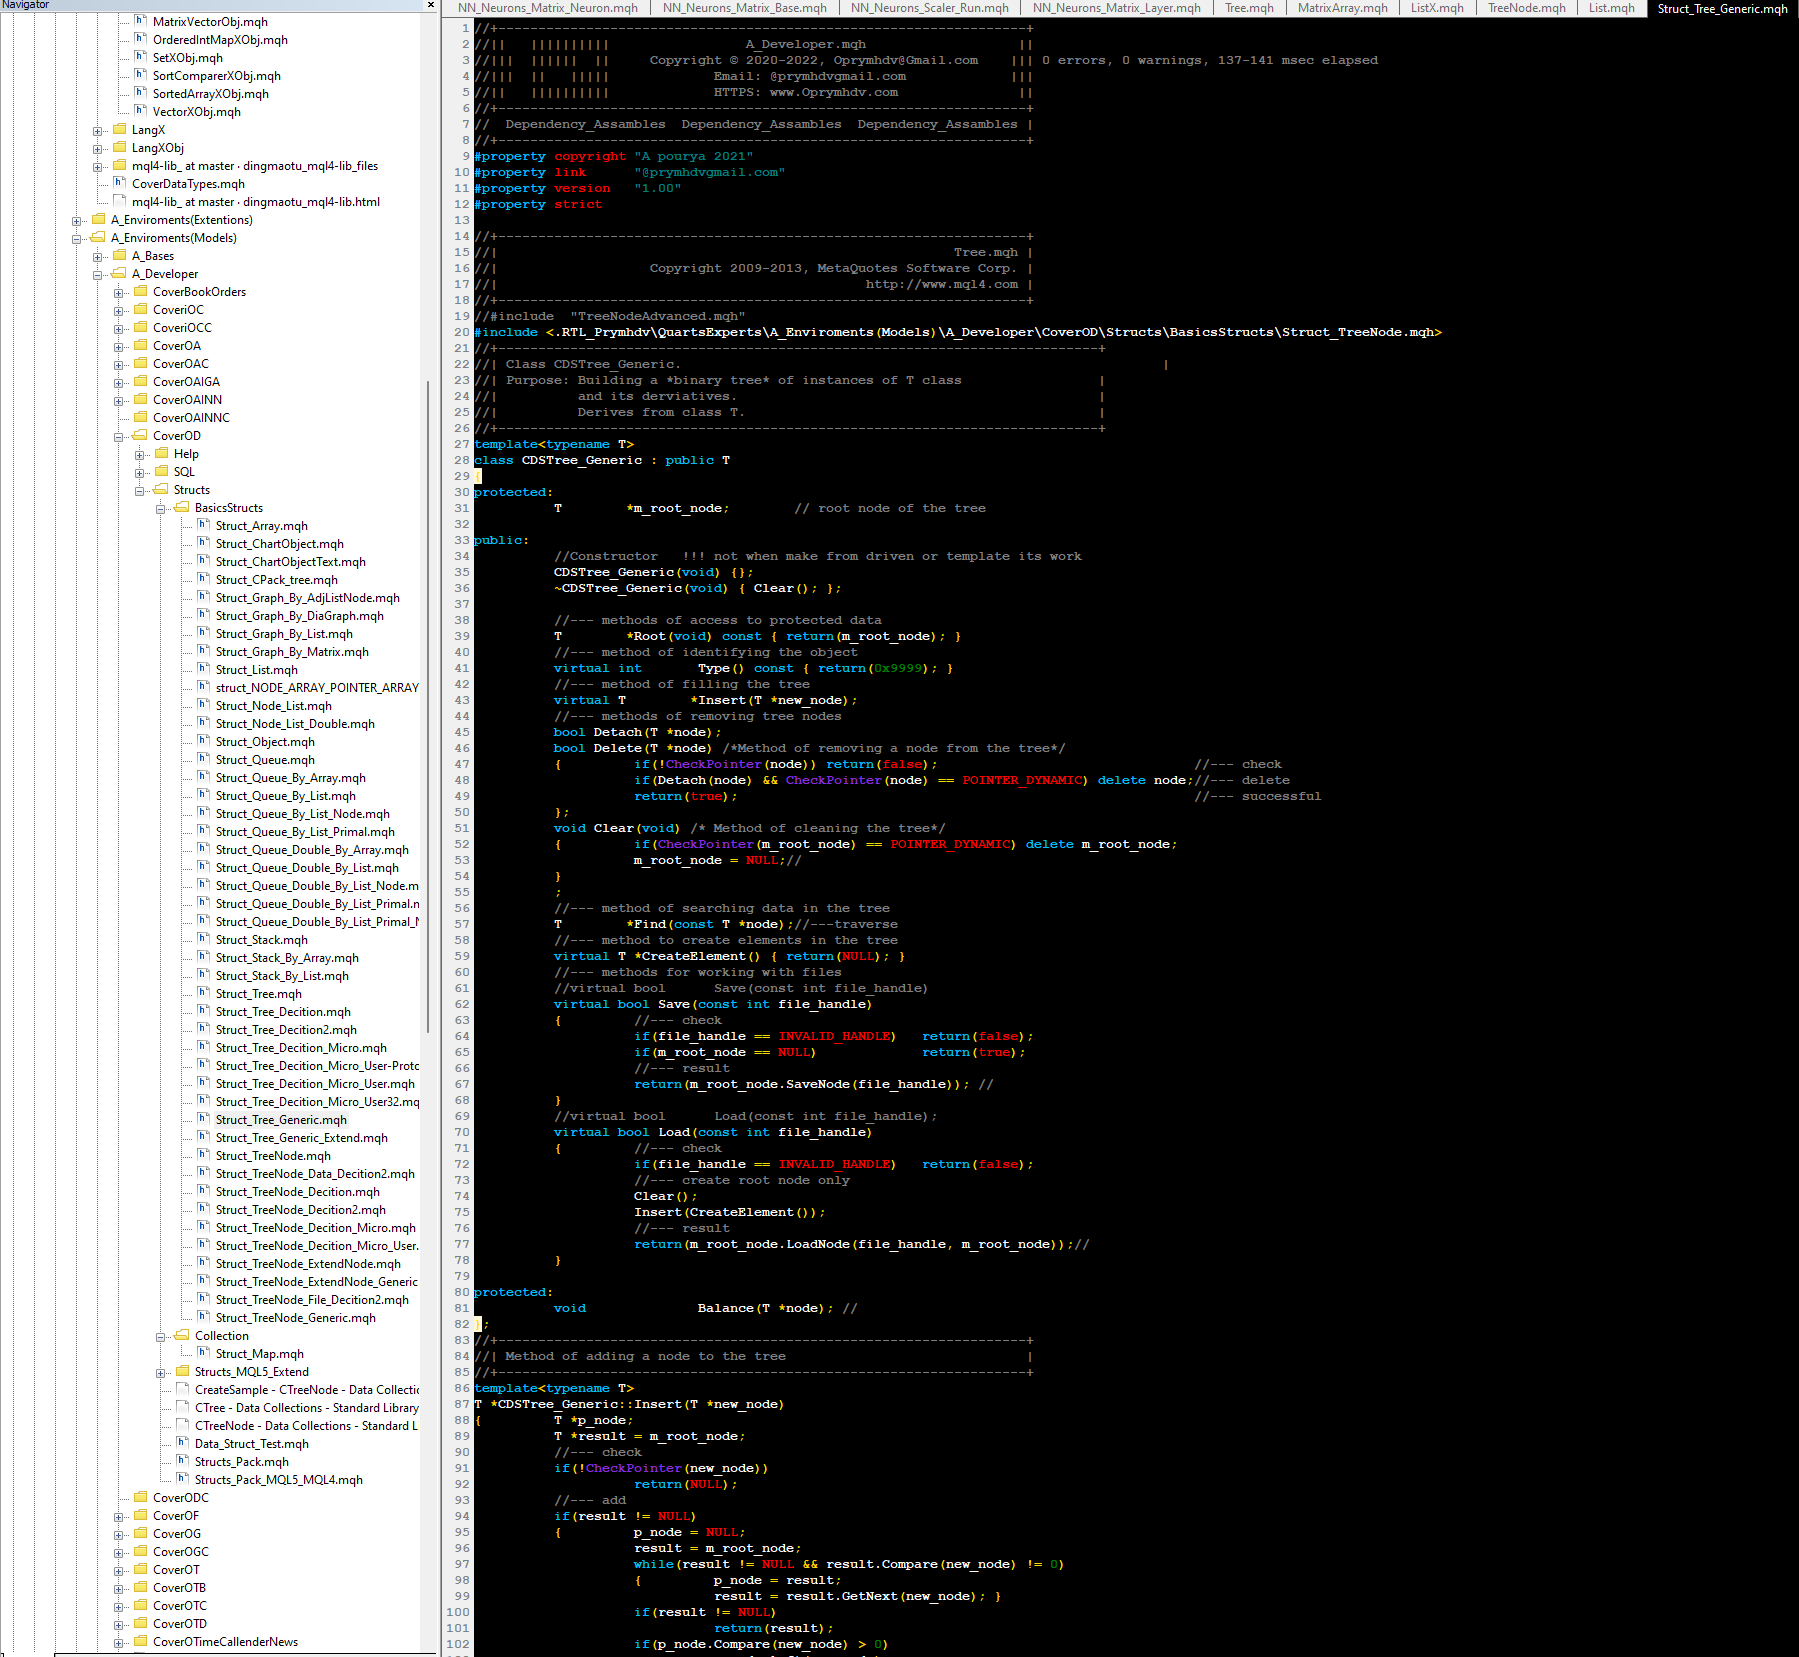 Navigator
MatrixVectorObj.mqh
OrderedIntMapXObj.mqh
SetXObj.mqh
SortComparerXObj.mqh
SortedArrayXObj.mqh
VectorXObj.mqh
LangX
LangXObj
mql4-lib_ at master · dingmaotu_mql4-lib_files
CoverDataTypes.mqh
mql4-lib_ at master · dingmaotu_mql4-lib.html
A_Enviroments(Extentions)
A_Enviroments(Models)
A_Bases
A_Developer
CoverBookOrders
CoveriOC
CoveriOCC
CoverOA
CoverOAC
CoverOAIGA
CoverOAINN
CoverOAINNC
CoverOD
Help
SQL
Structs
BasicsStructs
Struct_Array.mqh
Struct_ChartObject.mqh
Struct_ChartObjectText.mqh
Struct_CPack_tree.mqh
Struct_Graph_By_AdjListNode.mqh
Struct_Graph_By_DiaGraph.mqh
Struct_Graph_By_List.mqh
Struct_Graph_By_Matrix.mqh
Struct_List.mqh
struct_NODE_ARRAY_POINTER_ARRAY
Struct_Node_List.mqh
Struct_Node_List_Double.mqh
Struct_Object.mqh
Struct_Queue.mqh
Struct_Queue_By_Array.mqh
Struct_Queue_By_List.mqh
Struct_Queue_By_List_Node.mqh
Struct_Queue_By_List_Primal.mqh
Struct_Queue_Double_By_Array.mqh
Struct_Queue_Double_By_List.mqh
Struct_Queue_Double_By_List_Node.m
Struct_Queue_Double_By_List_Primal.n
Struct_Queue_Double_By_List_Primal_N
Struct_Stack.mqh
Struct_Stack_By_Array.mqh
Struct_Stack_By_List.mqh
Struct_Tree.mqh
Struct_Tree_Decition.mqh
Struct_Tree_Decition2.mqh
Struct_Tree_Decition_Micro.mqh
Struct_Tree_Decition_Micro_User-Proto
Struct_Tree_Decition_Micro_User.mqh
Struct_Tree_Decition_Micro_User32.mq
Struct_Tree_Generic.mqh
Struct_Tree_Generic_Extend.mqh
Struct_TreeNode.mqh
Struct_TreeNode_Data_Decition2.mqh
Struct_TreeNode_Decition.mqh
Struct_TreeNode_Decition2.mqh
Struct_TreeNode_Decition_Micro.mqh
Struct_TreeNode_Decition_Micro_User.
Struct_TreeNode_ExtendNode.mqh
Struct_TreeNode_ExtendNode_Generic
Struct_TreeNode_File_Decition2.mqh
Struct_TreeNode_Generic.mqh
Collection
Struct_Map.mqh
Structs_MQL5_Extend
CreateSample - CTreeNode - Data Collectic
CTree - Data Collections - Standard Library
CTreeNode - Data Collections - Standard L
Data_Struct_Test.mqh
Structs_Pack.mqh
Structs_Pack_MQL5_MQL4.mqh
CoverODC
CoverOF
CoverOG
CoverOGC
CoverOT
CoverOTB
CoverOTC
CoverOTD
CoverOTimeCallenderNews
NN_Neurons_Matrix_Neuron.mqh NN_Neurons_Matrix_Base.mqh NN_Neurons_Scaler_Run.mqh NN_Neurons_Matrix_Layer.mqh Tree.mqh MatrixArray.mqh ListX.mqh TreeNode.mqh List.mqh Struct_Tree_Generic.mqh
1 //+------------------------------------------------------------------+
2 //||   ||||||||||                 A_Developer.mqh                   ||
3 //|||  ||||||  ||     Copyright © 2020-2022, Oprymhdv@Gmail.com    ||| 0 errors, 0 warnings, 137-141 msec elapsed
4 //|||  ||   |||||             Email: @prymhdvgmail.com             |||
5 //||   ||||||||||             HTTPS: www.Oprymhdv.com               ||
6 //+------------------------------------------------------------------+
7 //  Dependency_Assambles  Dependency_Assambles  Dependency_Assambles |
8 //+------------------------------------------------------------------+
9 #property copyright "A pourya 2021"
10 #property link      "@prymhdvgmail.com"
11 #property version   "1.00"
12 #property strict
13
14 //+------------------------------------------------------------------+
15 //|                                                         Tree.mqh |
16 //|                   Copyright 2009-2013, MetaQuotes Software Corp. |
17 //|                                              http://www.mql4.com |
18 //+------------------------------------------------------------------+
19 //#include  "TreeNodeAdvanced.mqh"
20 #include <.RTL_Prymhdv\QuartsExperts\A_Enviroments(Models)\A_Developer\CoverOD\Structs\BasicsStructs\Struct_TreeNode.mqh>
21 //+---------------------------------------------------------------------------+
22 //| Class CDSTree_Generic. |
23 //| Purpose: Building a *binary tree* of instances of T class |
24 //|          and its derviatives. |
25 //|          Derives from class T. |
26 //+---------------------------------------------------------------------------+
27 template<typename T>
28 class CDSTree_Generic : public T
29 {
30 protected:
31 T        *m_root_node;        // root node of the tree
32
33 public:
34 //Constructor   !!! not when make from driven or template its work
35 CDSTree_Generic(void) {};
36 ~CDSTree_Generic(void) { Clear(); };
37
38 //--- methods of access to protected data
39 T        *Root(void) const { return(m_root_node); }
40 //--- method of identifying the object
41 virtual int       Type() const { return(0x9999); }
42 //--- method of filling the tree
43 virtual T        *Insert(T *new_node);
44 //--- methods of removing tree nodes
45 bool Detach(T *node);
46 bool Delete(T *node) /*Method of removing a node from the tree*/
47 {         if(!CheckPointer(node)) return(false); //--- check
48 if(Detach(node) && CheckPointer(node) == POINTER_DYNAMIC) delete node;//--- delete
49 return(true); //--- successful
50 };
51 void Clear(void) /* Method of cleaning the tree*/
52 {         if(CheckPointer(m_root_node) == POINTER_DYNAMIC) delete m_root_node;
53 m_root_node = NULL;//
54 }
55 ;
56 //--- method of searching data in the tree
57 T        *Find(const T *node);//---traverse
58 //--- method to create elements in the tree
59 virtual T *CreateElement() { return(NULL); }
60 //--- methods for working with files
61 //virtual bool      Save(const int file_handle)
62 virtual bool Save(const int file_handle)
63 {         //--- check
64 if(file_handle == INVALID_HANDLE)   return(false);
65 if(m_root_node == NULL)             return(true);
66 //--- result
67 return(m_root_node.SaveNode(file_handle)); //
68 }
69 //virtual bool      Load(const int file_handle);
70 virtual bool Load(const int file_handle)
71 {         //--- check
72 if(file_handle == INVALID_HANDLE)   return(false);
73 //--- create root node only
74 Clear();
75 Insert(CreateElement());
76 //--- result
77 return(m_root_node.LoadNode(file_handle, m_root_node));//
78 }
79
80 protected:
81 void              Balance(T *node); //
82 };
83 //+------------------------------------------------------------------+
84 //| Method of adding a node to the tree                              |
85 //+------------------------------------------------------------------+
86 template<typename T>
87 T *CDSTree_Generic::Insert(T *new_node)
88 {         T *p_node;
89 T *result = m_root_node;
90 //--- check
91 if(!CheckPointer(new_node))
92 return(NULL);
93 //--- add
94 if(result != NULL)
95 {         p_node = NULL;
96 result = m_root_node;
97 while(result != NULL && result.Compare(new_node) != 0)
98 {         p_node = result;
99 result = result.GetNext(new_node); }
100 if(result != NULL)
101 return(result);
102 if(p_node.Compare(new_node) > 0)